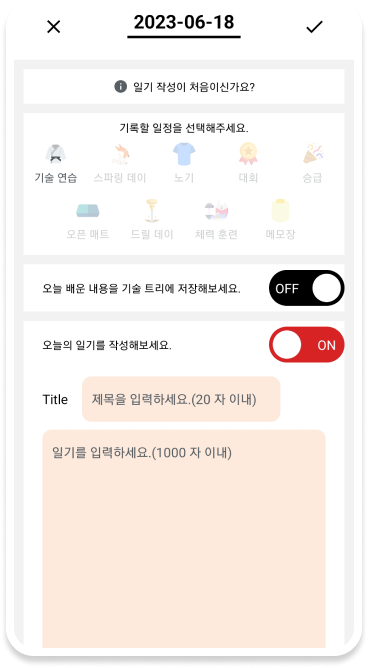 2023-06-18
일기 작성이 처음이신가요?
기록할 일정을 선택해주세요.
기술 연습 스파링 데이 노기 대회 승급
오픈 매트 드릴 데이 체력 훈련 메모장
오늘 배운 내용을 기술 트리에 저장해보세요. OFF
오늘의 일기를 작성해보세요. ON
Title 제목을 입력하세요.(20 자 이내)
일기를 입력하세요.(1000 자 이내)